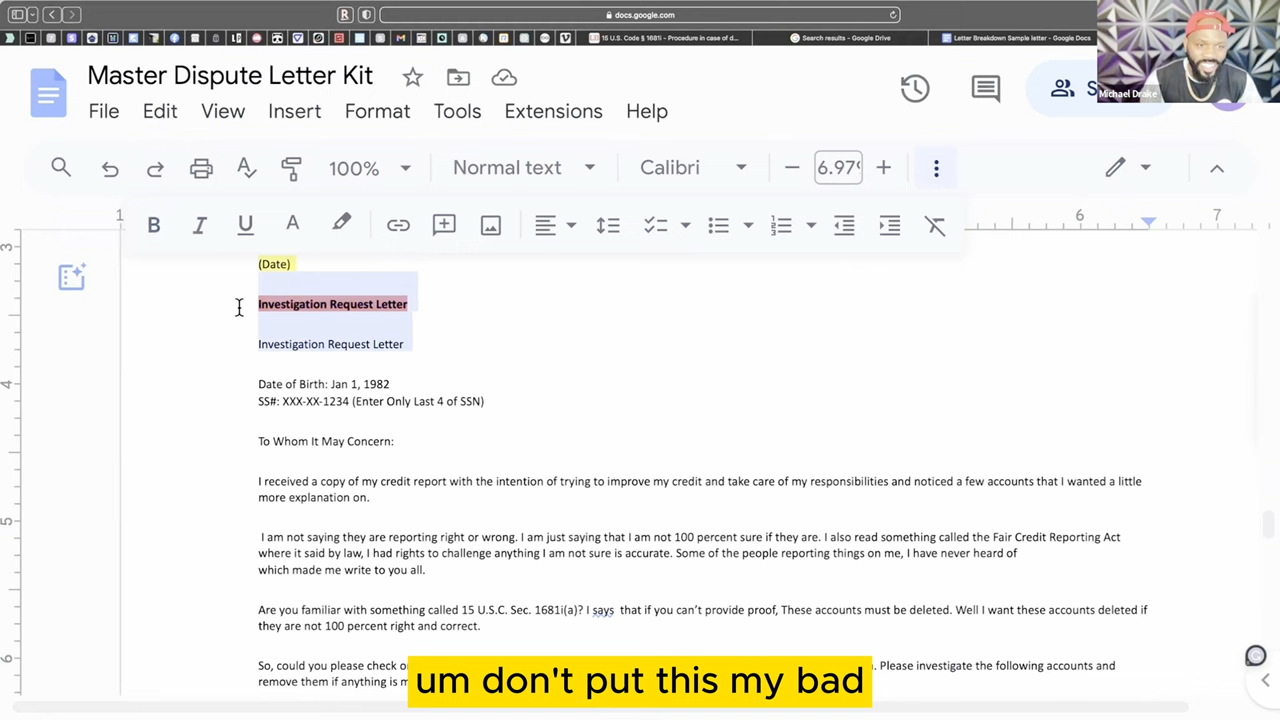 docs.google.com
15 U.S. Code § 1681i - Procedure in case of d...
Search results - Google Drive
Letter Breakdown Sample letter - Google Docs
Master Dispute Letter Kit
Michael Drake
File Edit View Insert Format Tools Extensions Help
100% Normal text Calibri 6.97
1 6 7
3
(Date)
Investigation Request Letter
Investigation Request Letter
4
Date of Birth: Jan 1, 1982
SS#: XXX-XX-1234 (Enter Only Last 4 of SSN)
To Whom It May Concern:
I received a copy of my credit report with the intention of trying to improve my credit and take care of my responsibilities and noticed a few accounts that I wanted a little
more explanation on.
5
I am not saying they are reporting right or wrong. I am just saying that I am not 100 percent sure if they are. I also read something called the Fair Credit Reporting Act
where it said by law, I had rights to challenge anything I am not sure is accurate. Some of the people reporting things on me, I have never heard of
which made me write to you all.
Are you familiar with something called 15 U.S.C. Sec. 1681i(a)? I says that if you can't provide proof, These accounts must be deleted. Well I want these accounts deleted if
they are not 100 percent right and correct.
6
So, could you please check o
. Please investigate the following accounts and
remove them if anything is m
um don't put this my bad